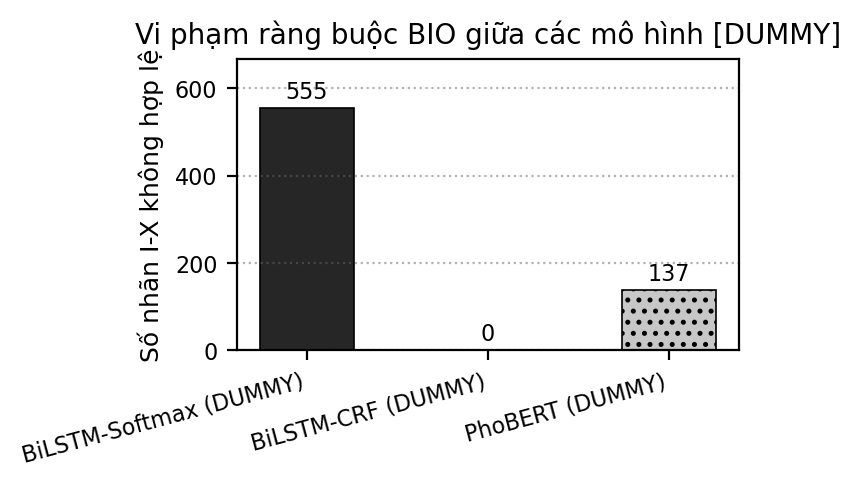 Vi phạm ràng buộc BIO giữa các mô hình [DUMMY]
Số nhãn I-X không hợp lệ
600
400
200
0
555
0
137
BiLSTM-Softmax (DUMMY)
BiLSTM-CRF (DUMMY)
PhoBERT (DUMMY)